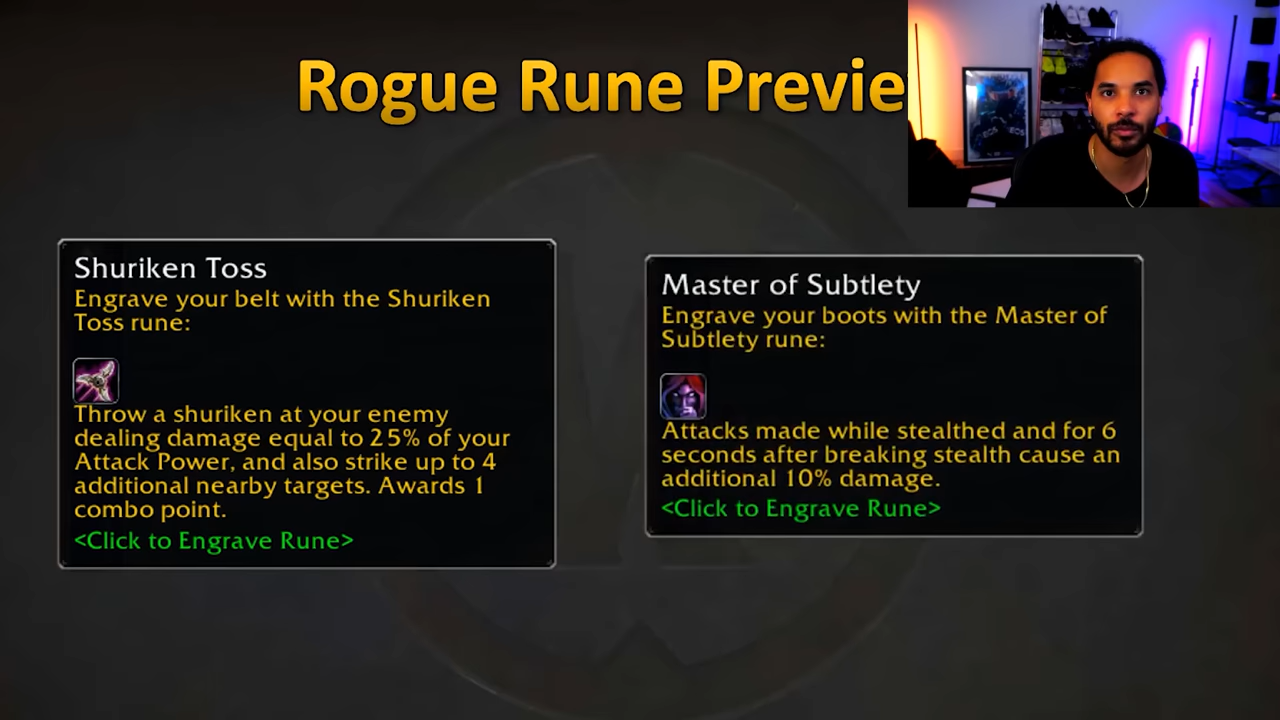 Rogue Rune Previe
Shuriken Toss
Engrave your belt with the Shuriken
Toss rune:
Throw a shuriken at your enemy
dealing damage equal to 25% of your
Attack Power, and also strike up to 4
additional nearby targets. Awards 1
combo point.
<Click to Engrave Rune>
Master of Subtlety
Engrave your boots with the Master of
Subtlety rune:
Attacks made while stealthed and for 6
seconds after breaking stealth cause an
additional 10% damage.
<Click to Engrave Rune>